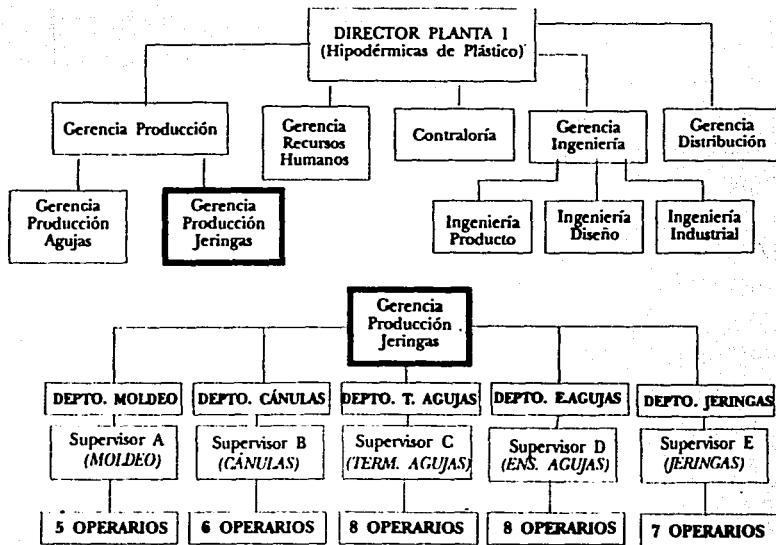 DIRECTOR PLANTA I
(Hipodérmicas de Plástico)
Gerencia Producción
Gerencia
Recursos
Humanos
Contraloría
Gerencia
Ingeniería
Gerencia
Distribución
Gerencia
Producción
Agujas
Gerencia
Producción
Jeringas
Ingeniería
Producto
Ingeniería
Diseño
Ingeniería
Industrial
Gerencia
Producción
Jeringas
DEPTO. MOLDEO
DEPTO. CÁNULAS
DEPTO. T. AGUJAS
DEPTO. E.AGUJAS
DEPTO. JERINGAS
Supervisor A
(MOLDEO)
Supervisor B
(CÁNULAS)
Supervisor C
(TERM. AGUJAS)
Supervisor D
(ENS. AGUJAS)
Supervisor E
(JERINGAS)
5 OPERARIOS
6 OPERARIOS
8 OPERARIOS
8 OPERARIOS
7 OPERARIOS